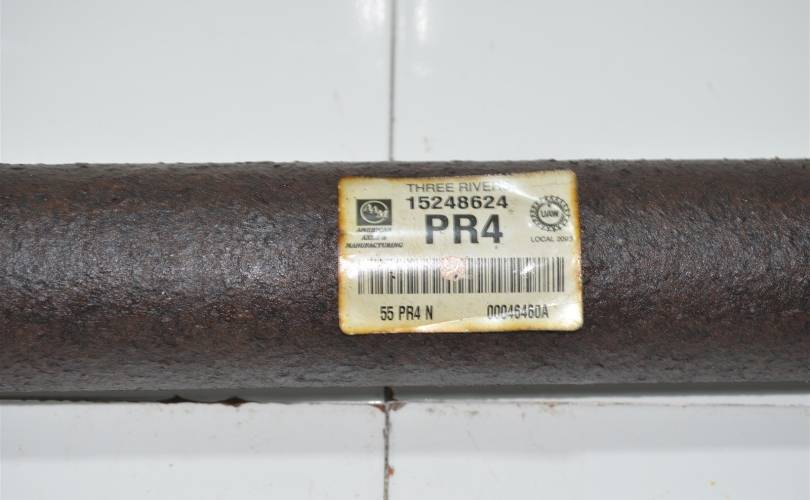 THREE RIVERS
15248624
AAM
AMERICAN
AXLE &
MANUFACTURING
PR4
UAW
LOCAL 2093
55 PR4 N 00046460A